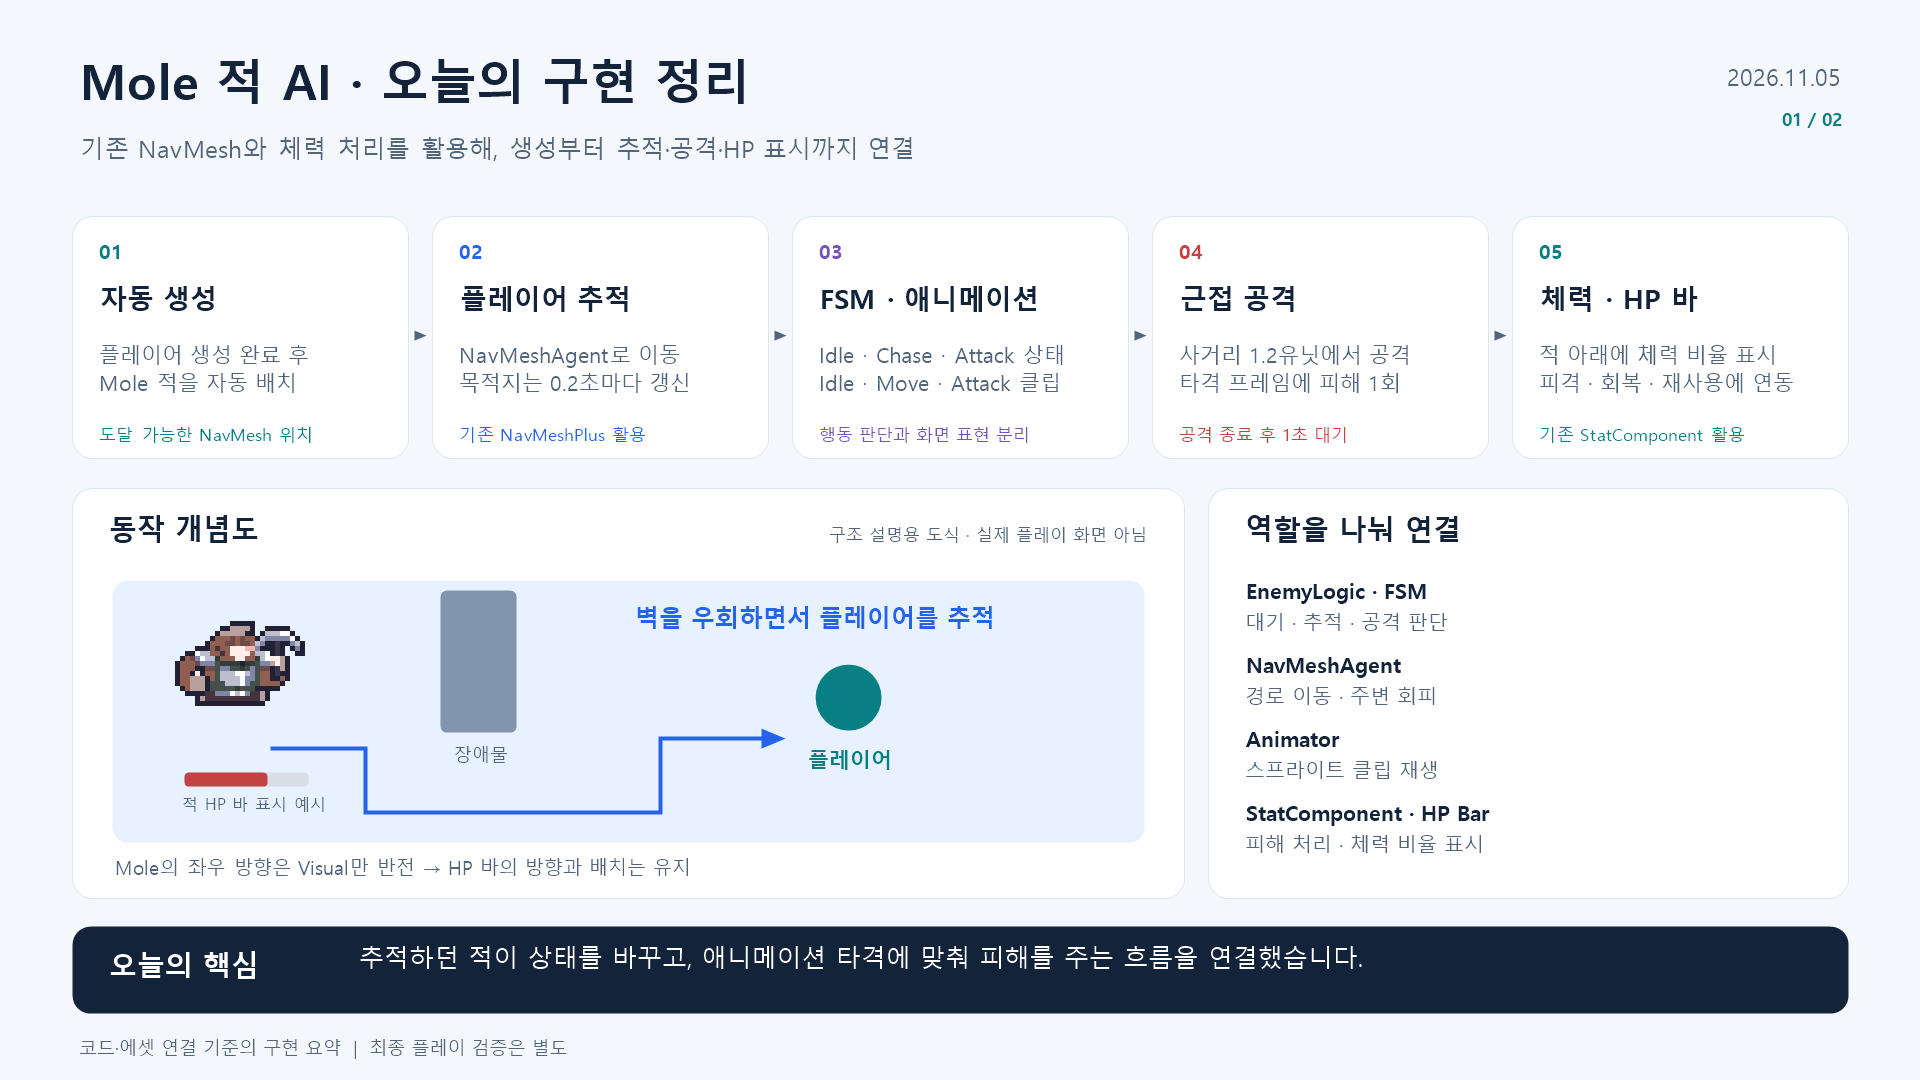 Mole 적 AI · 오늘의 구현 정리
2026.11.05
01 / 02
기존 NavMesh와 체력 처리를 활용해, 생성부터 추적·공격·HP 표시까지 연결
01
자동 생성
플레이어 생성 완료 후
Mole 적을 자동 배치
도달 가능한 NavMesh 위치
02
플레이어 추적
NavMeshAgent로 이동
목적지는 0.2초마다 갱신
기존 NavMeshPlus 활용
03
FSM · 애니메이션
Idle · Chase · Attack 상태
Idle · Move · Attack 클립
행동 판단과 화면 표현 분리
04
근접 공격
사거리 1.2유닛에서 공격
타격 프레임에 피해 1회
공격 종료 후 1초 대기
05
체력 · HP 바
적 아래에 체력 비율 표시
피격 · 회복 · 재사용에 연동
기존 StatComponent 활용
동작 개념도
구조 설명용 도식 · 실제 플레이 화면 아님
벽을 우회하면서 플레이어를 추적
장애물
플레이어
적 HP 바 표시 예시
Mole의 좌우 방향은 Visual만 반전 → HP 바의 방향과 배치는 유지
역할을 나눠 연결
EnemyLogic · FSM
대기 · 추적 · 공격 판단
NavMeshAgent
경로 이동 · 주변 회피
Animator
스프라이트 클립 재생
StatComponent · HP Bar
피해 처리 · 체력 비율 표시
오늘의 핵심
추적하던 적이 상태를 바꾸고, 애니메이션 타격에 맞춰 피해를 주는 흐름을 연결했습니다.
코드·에셋 연결 기준의 구현 요약 | 최종 플레이 검증은 별도